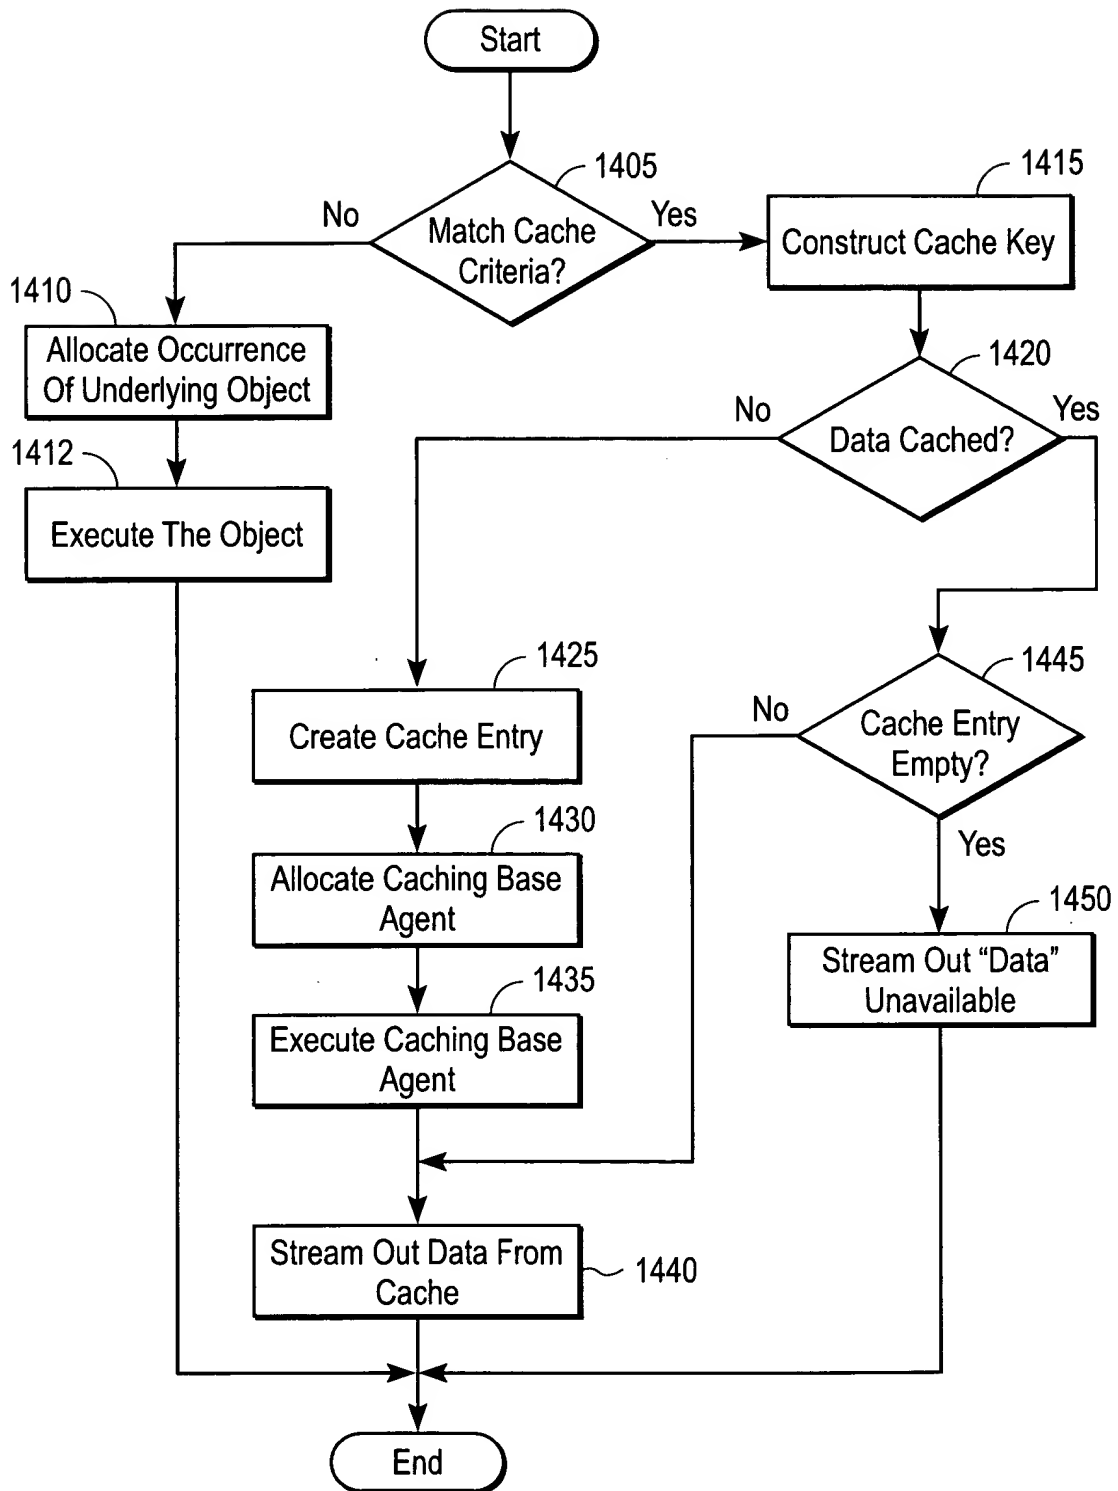 Start
1405
Match Cache
Criteria?
No
Yes
1415
Construct Cache Key
1410
Allocate Occurrence
Of Underlying Object
1412
Execute The Object
1420
Data Cached?
No
Yes
1425
Create Cache Entry
1430
Allocate Caching Base
Agent
1435
Execute Caching Base
Agent
1445
Cache Entry
Empty?
No
Yes
1450
Stream Out “Data”
Unavailable
Stream Out Data From
Cache
1440
End